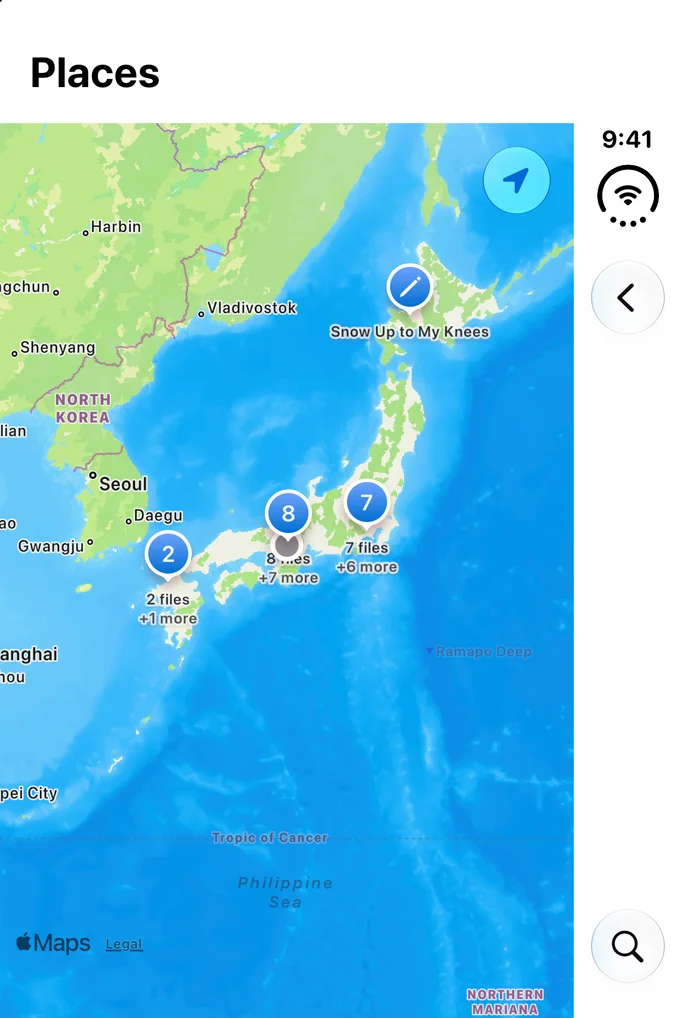 Places
9:41
Harbin
gchun
Vladivostok
Snow Up to My Knees
Shenyang
NORTH
KOREA
lian
Seoul
Daegu
ao
Gwangju
8
7
2
7 files
+6 more
8 files
+7 more
2 files
+1 more
anghai
hou
Ramapo Deep
pei City
Tropic of Cancer
Philippine
Sea
Maps
Legal
NORTHERN
MARIANA